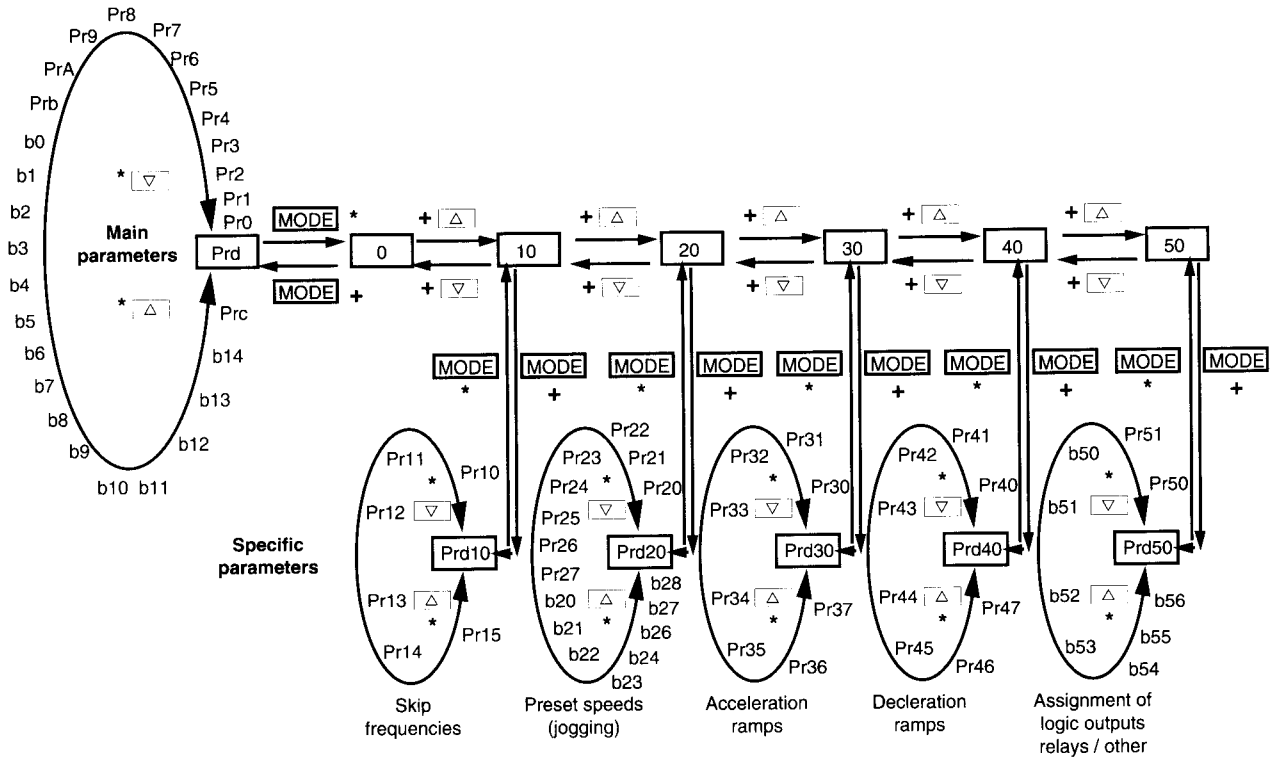 Pr8
Pr9
Pr7
Pr6
PrA
Pr5
Prb
Pr4
b0
Pr3
b1
Pr2
b2
Pr1
Pr0
b3
b4
b5
b6
b7
b8
b9
b10 b11
b12
b13
b14
Prc
* ▽
Main
parameters
* △
Prd
MODE *
MODE +
0
+ △
+ ▽
10
+ △
+ ▽
20
+ △
+ ▽
30
+ △
+ ▽
40
+ △
+ ▽
50
MODE
*
MODE
+
MODE
*
MODE
+
MODE
*
MODE
+
MODE
*
MODE
+
MODE
*
MODE
+
Specific
parameters
Pr11
Pr10
*
Pr12 ▽
Prd10
Pr13 △
*
Pr15
Pr14
Skip
frequencies
Pr22
Pr23
Pr21
Pr24
*
Pr20
▽
Pr25
Pr26
Prd20
Pr27
b28
b20 △
b27
b21
*
b26
b22
b24
b23
Preset speeds
(jogging)
Pr31
Pr32
*
Pr30
Pr33 ▽
Prd30
Pr34 △
Pr37
*
Pr35
Pr36
Acceleration
ramps
Pr41
Pr42
*
Pr40
Pr43 ▽
Prd40
Pr44 △
Pr47
*
Pr45
Pr46
Decleration
ramps
Pr51
b50
*
Pr50
b51 ▽
Prd50
b52 △
b56
*
b55
b53
b54
Assignment of
logic outputs
relays / other